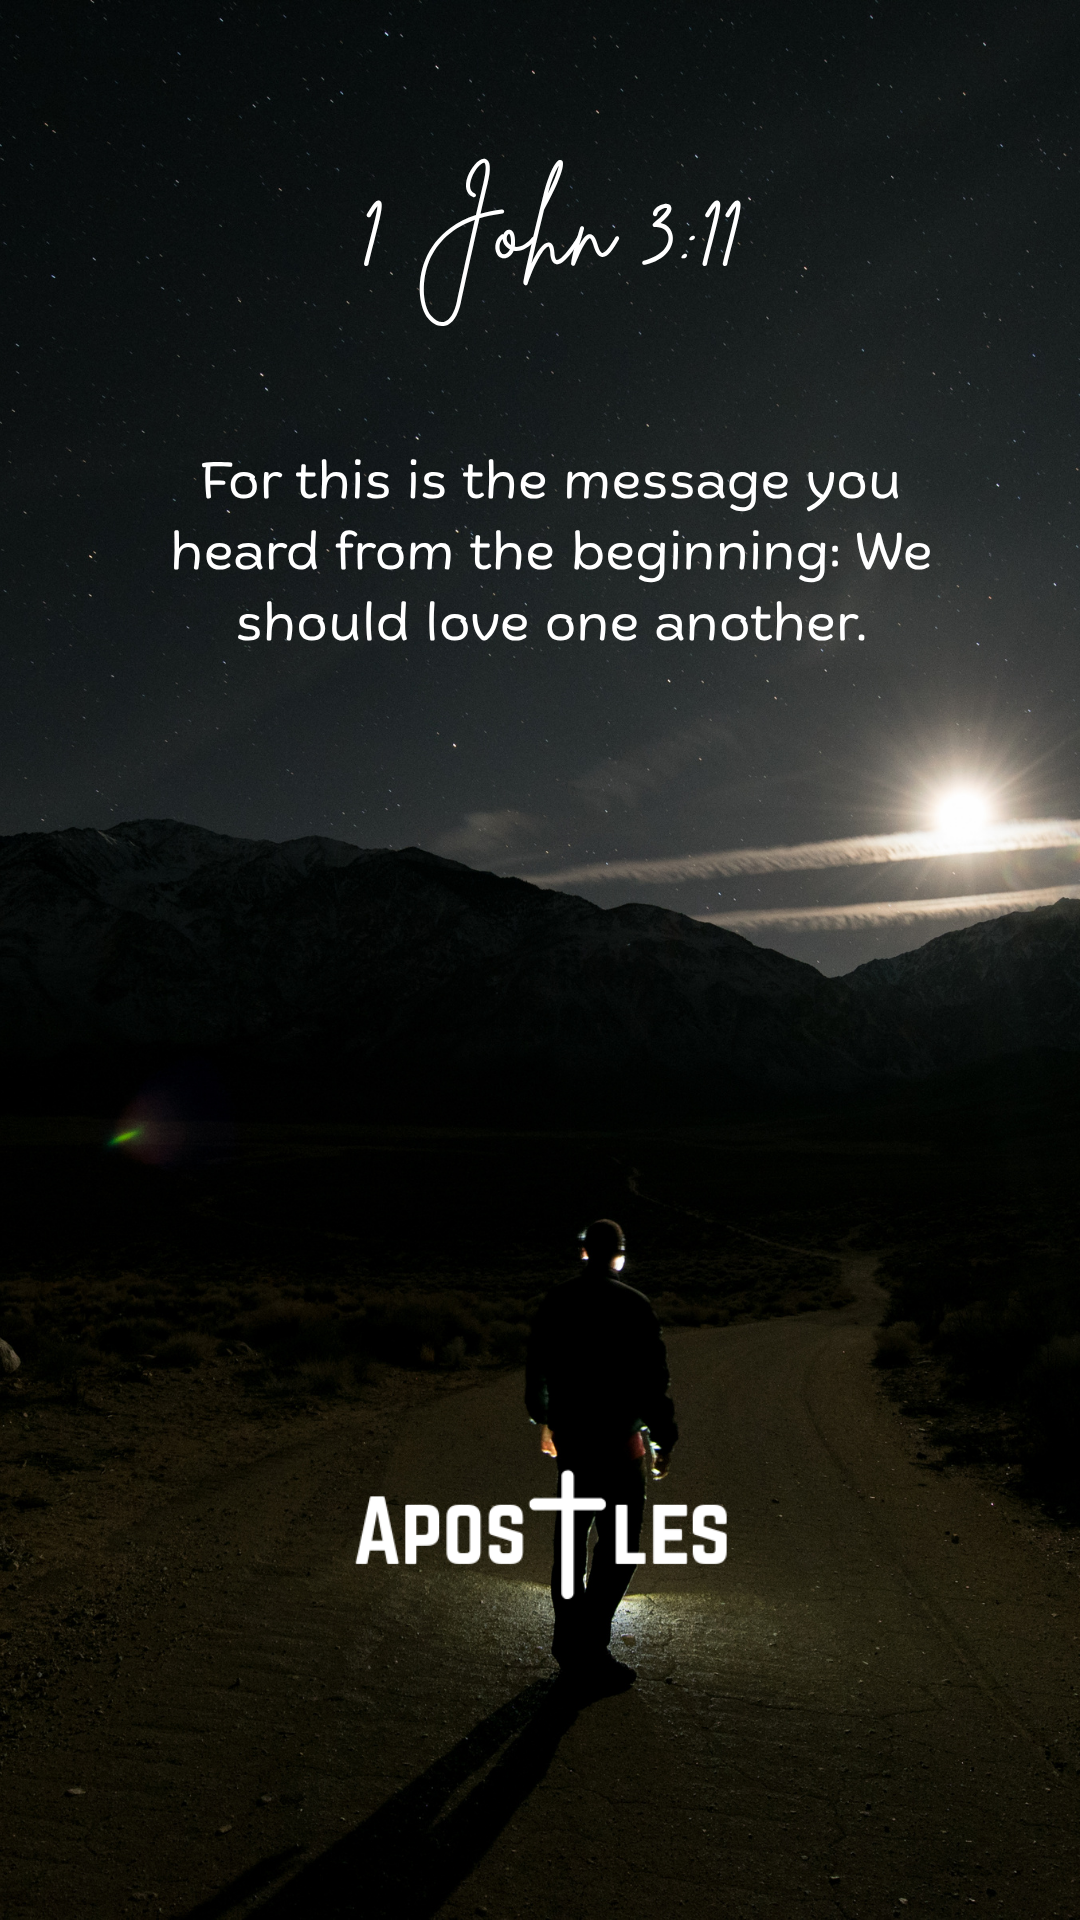 1 John 3:11
For this is the message you
heard from the beginning: We
should love one another.
APOSTLES